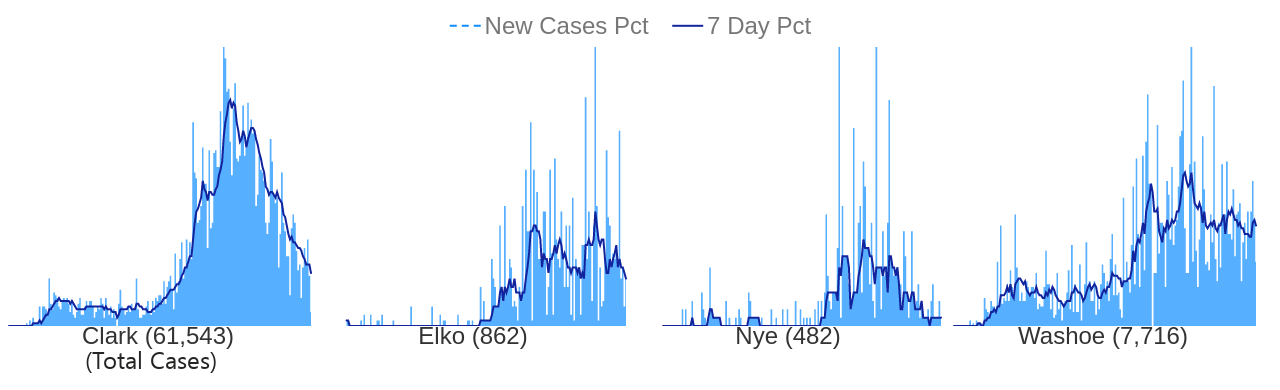 New Cases Pct 7 Day Pct
Clark (61,543) Elko (862) Nye (482) Washoe (7,716)
(Total Cases)